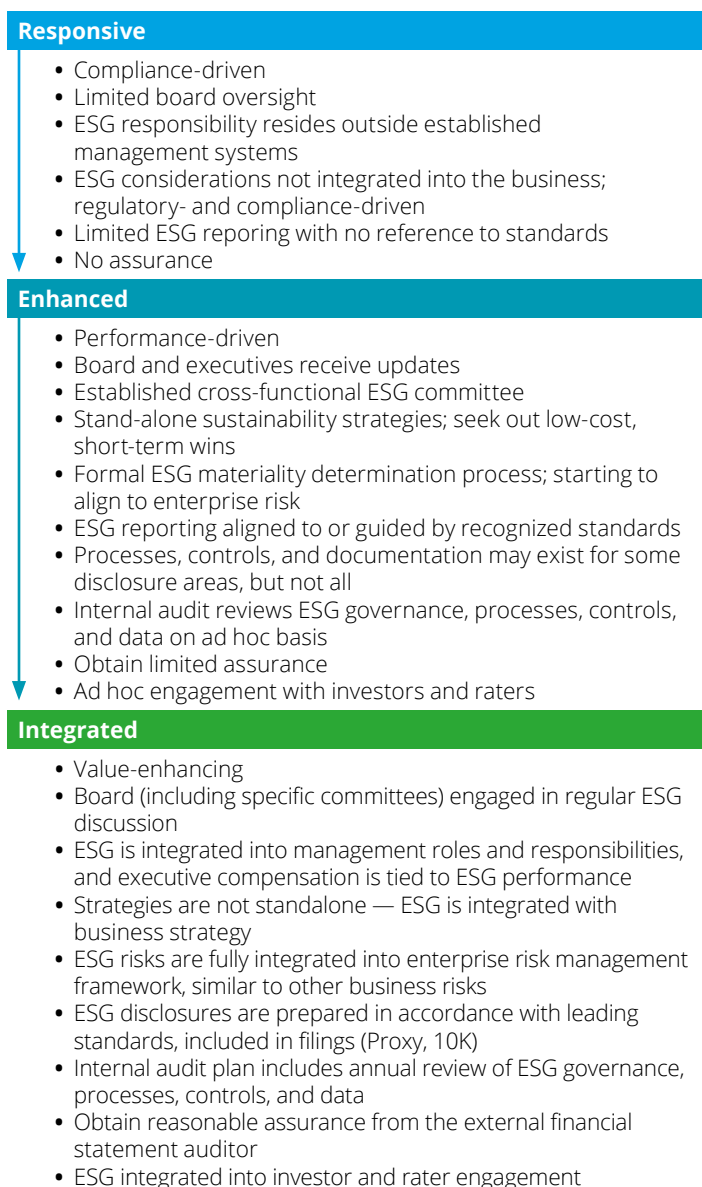 Responsive
• Compliance-driven
• Limited board oversight
• ESG responsibility resides outside established
management systems
• ESG considerations not integrated into the business;
regulatory- and compliance-driven
• Limited ESG reporing with no reference to standards
• No assurance
Enhanced
• Performance-driven
• Board and executives receive updates
• Established cross-functional ESG committee
• Stand-alone sustainability strategies; seek out low-cost,
short-term wins
• Formal ESG materiality determination process; starting to
align to enterprise risk
• ESG reporting aligned to or guided by recognized standards
• Processes, controls, and documentation may exist for some
disclosure areas, but not all
• Internal audit reviews ESG governance, processes, controls,
and data on ad hoc basis
• Obtain limited assurance
• Ad hoc engagement with investors and raters
Integrated
• Value-enhancing
• Board (including specific committees) engaged in regular ESG
discussion
• ESG is integrated into management roles and responsibilities,
and executive compensation is tied to ESG performance
• Strategies are not standalone — ESG is integrated with
business strategy
• ESG risks are fully integrated into enterprise risk management
framework, similar to other business risks
• ESG disclosures are prepared in accordance with leading
standards, included in filings (Proxy, 10K)
• Internal audit plan includes annual review of ESG governance,
processes, controls, and data
• Obtain reasonable assurance from the external financial
statement auditor
• ESG integrated into investor and rater engagement